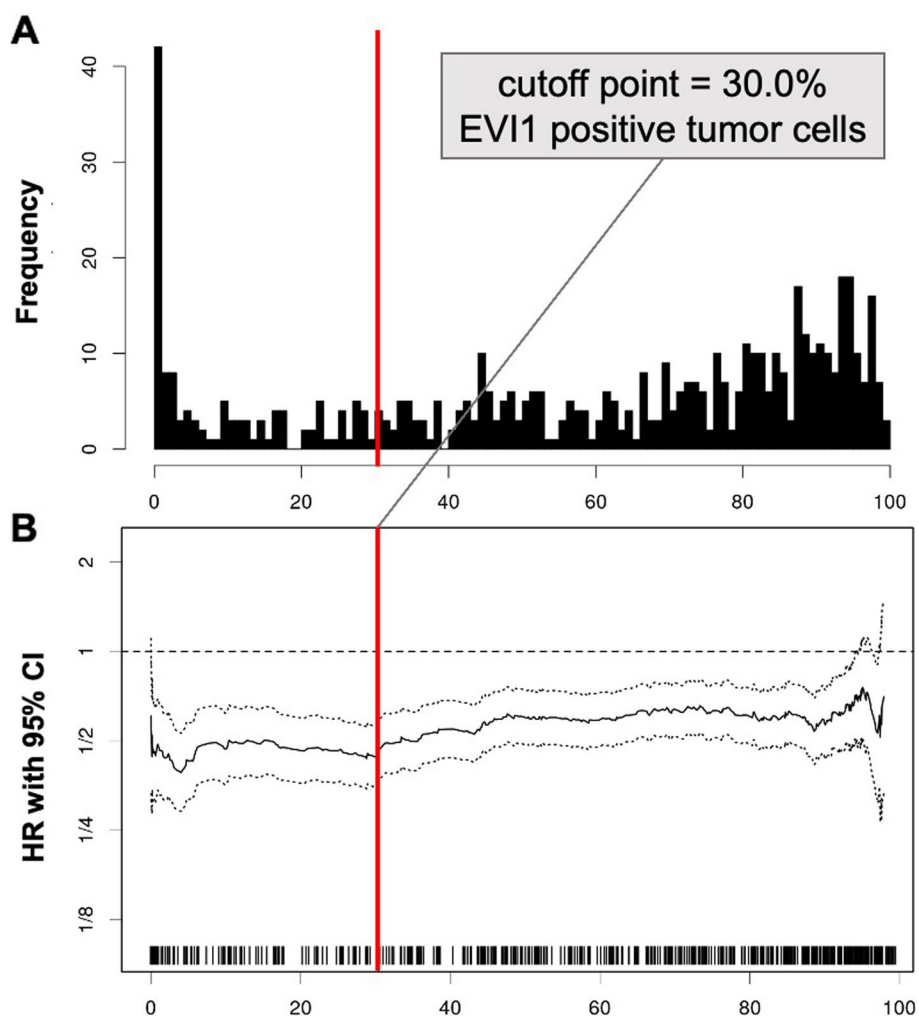 A
Frequency
40
30
20
10
0
cutoff point = 30.0%
EVI1 positive tumor cells
0 20 40 60 80 100
B
HR with 95% CI
2
1
1/2
1/4
1/8
0 20 40 60 80 100